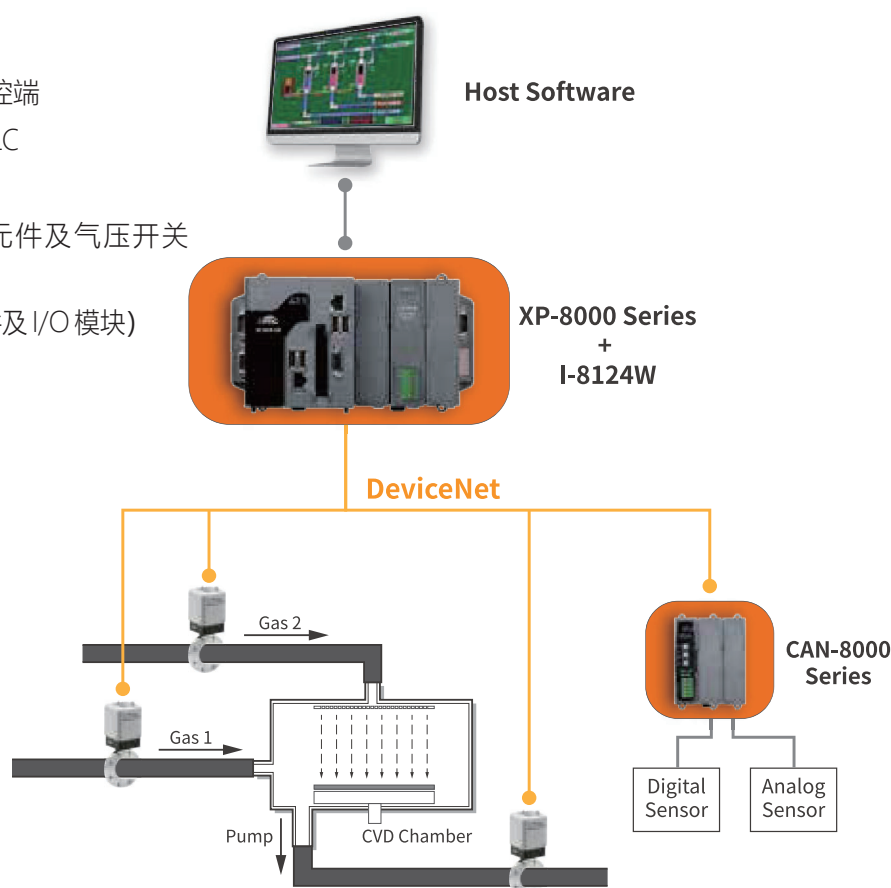 控端
LC
元件及气压开关
及 I/O 模块)
Host Software
XP-8000 Series
+
I-8124W
DeviceNet
Gas 2
Gas 1
CAN-8000
Series
Digital
Sensor
Analog
Sensor
Pump
CVD Chamber